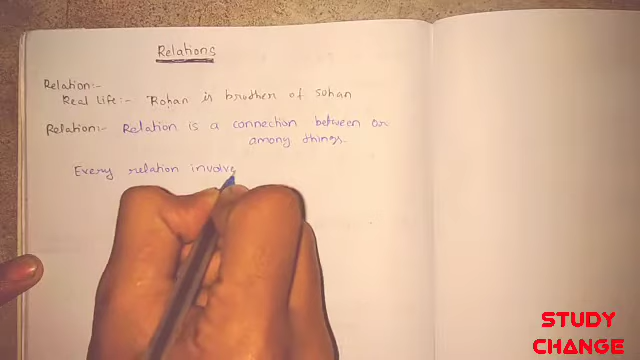 Relations
Relation:-
Real Life:- Rohan is brother of Sohan
Relation:- Relation is a connection between or
among things.
Every relation involve
STUDY
CHANGE